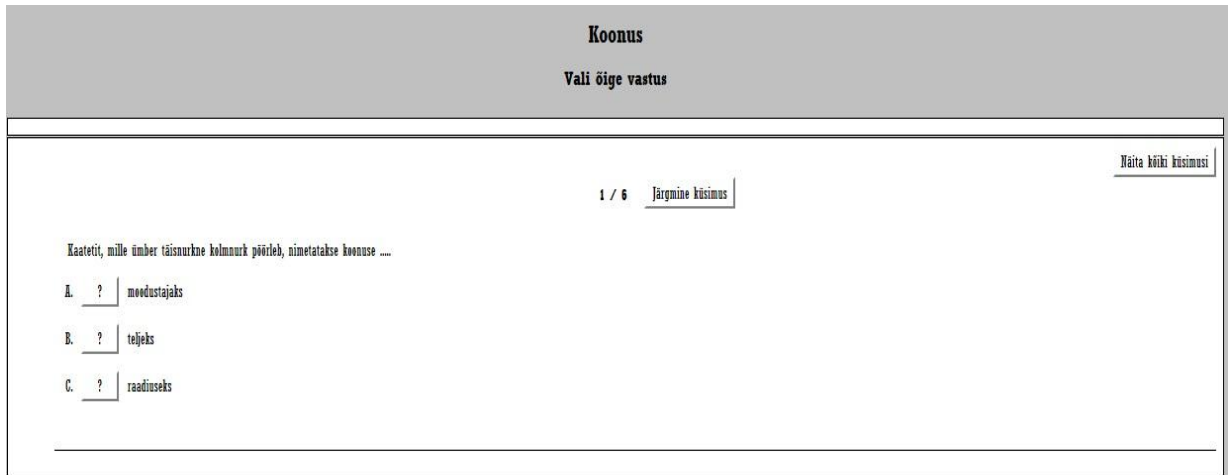 Koonus
Vali õige vastus
Näita kõiki küsimusi
1 / 6 Järgmine küsimus
Kaatetit, mille ümber täisnurkne kolmnurk pöörleb, nimetatakse koonuse .....
A. ? moodustajaks
B. ? teljeks
C. ? raadiuseks